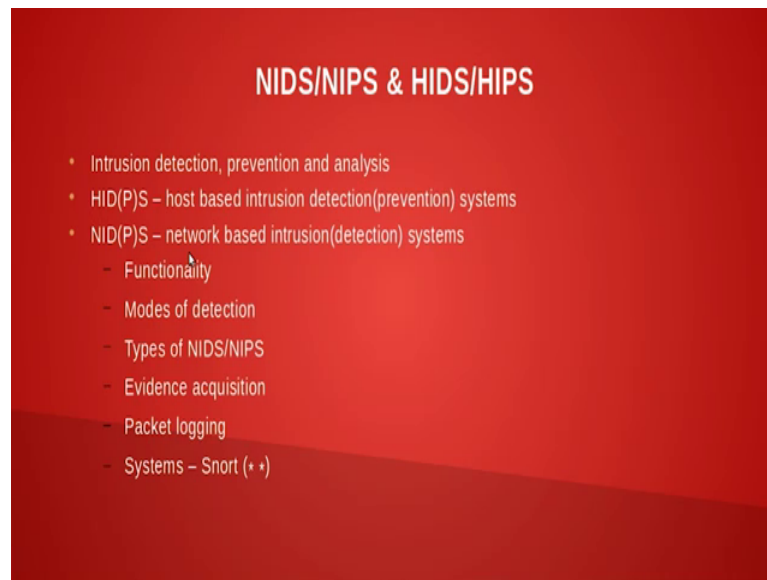 NIDS/NIPS & HIDS/HIPS
• Intrusion detection, prevention and analysis
• HID(P)S – host based intrusion detection(prevention) systems
• NID(P)S – network based intrusion(detection) systems
– Functionality
– Modes of detection
– Types of NIDS/NIPS
– Evidence acquisition
– Packet logging
– Systems – Snort (* *)